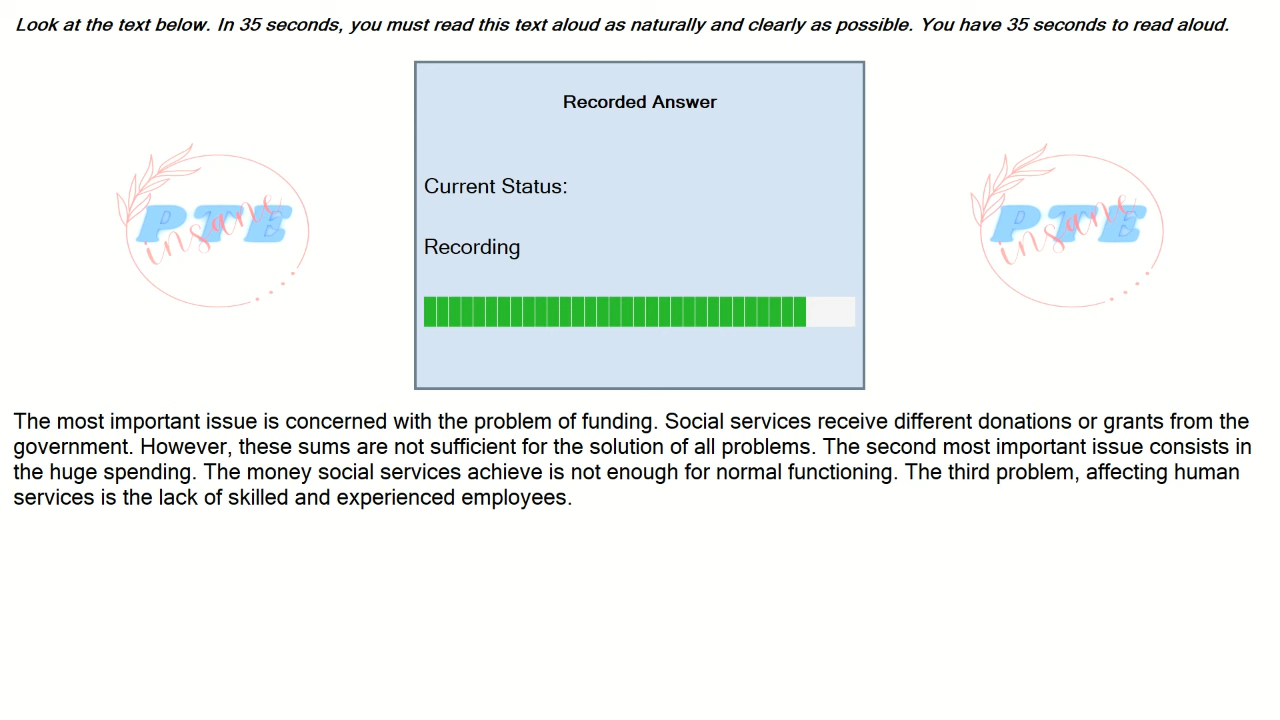 Look at the text below. In 35 seconds, you must read this text aloud as naturally and clearly as possible. You have 35 seconds to read aloud.
Recorded Answer
Current Status:
Recording
PTE
insane
PTE
insane
The most important issue is concerned with the problem of funding. Social services receive different donations or grants from the
government. However, these sums are not sufficient for the solution of all problems. The second most important issue consists in
the huge spending. The money social services achieve is not enough for normal functioning. The third problem, affecting human
services is the lack of skilled and experienced employees.